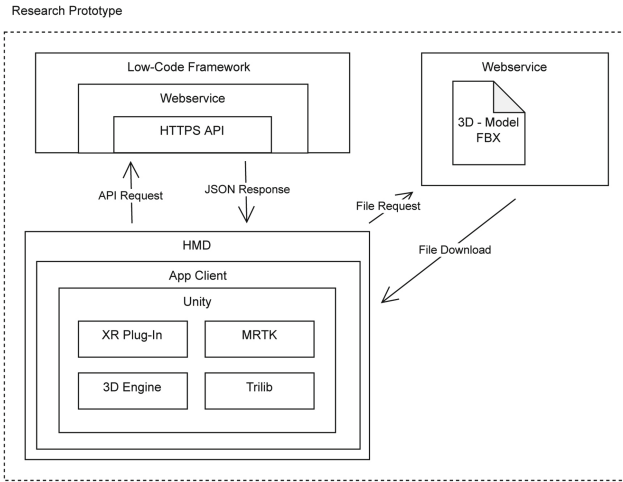 Research Prototype
Low-Code Framework
Webservice
HTTPS API
Webservice
3D - Model
FBX
API Request
JSON Response
File Request
File Download
HMD
App Client
Unity
XR Plug-In
MRTK
3D Engine
Trilib